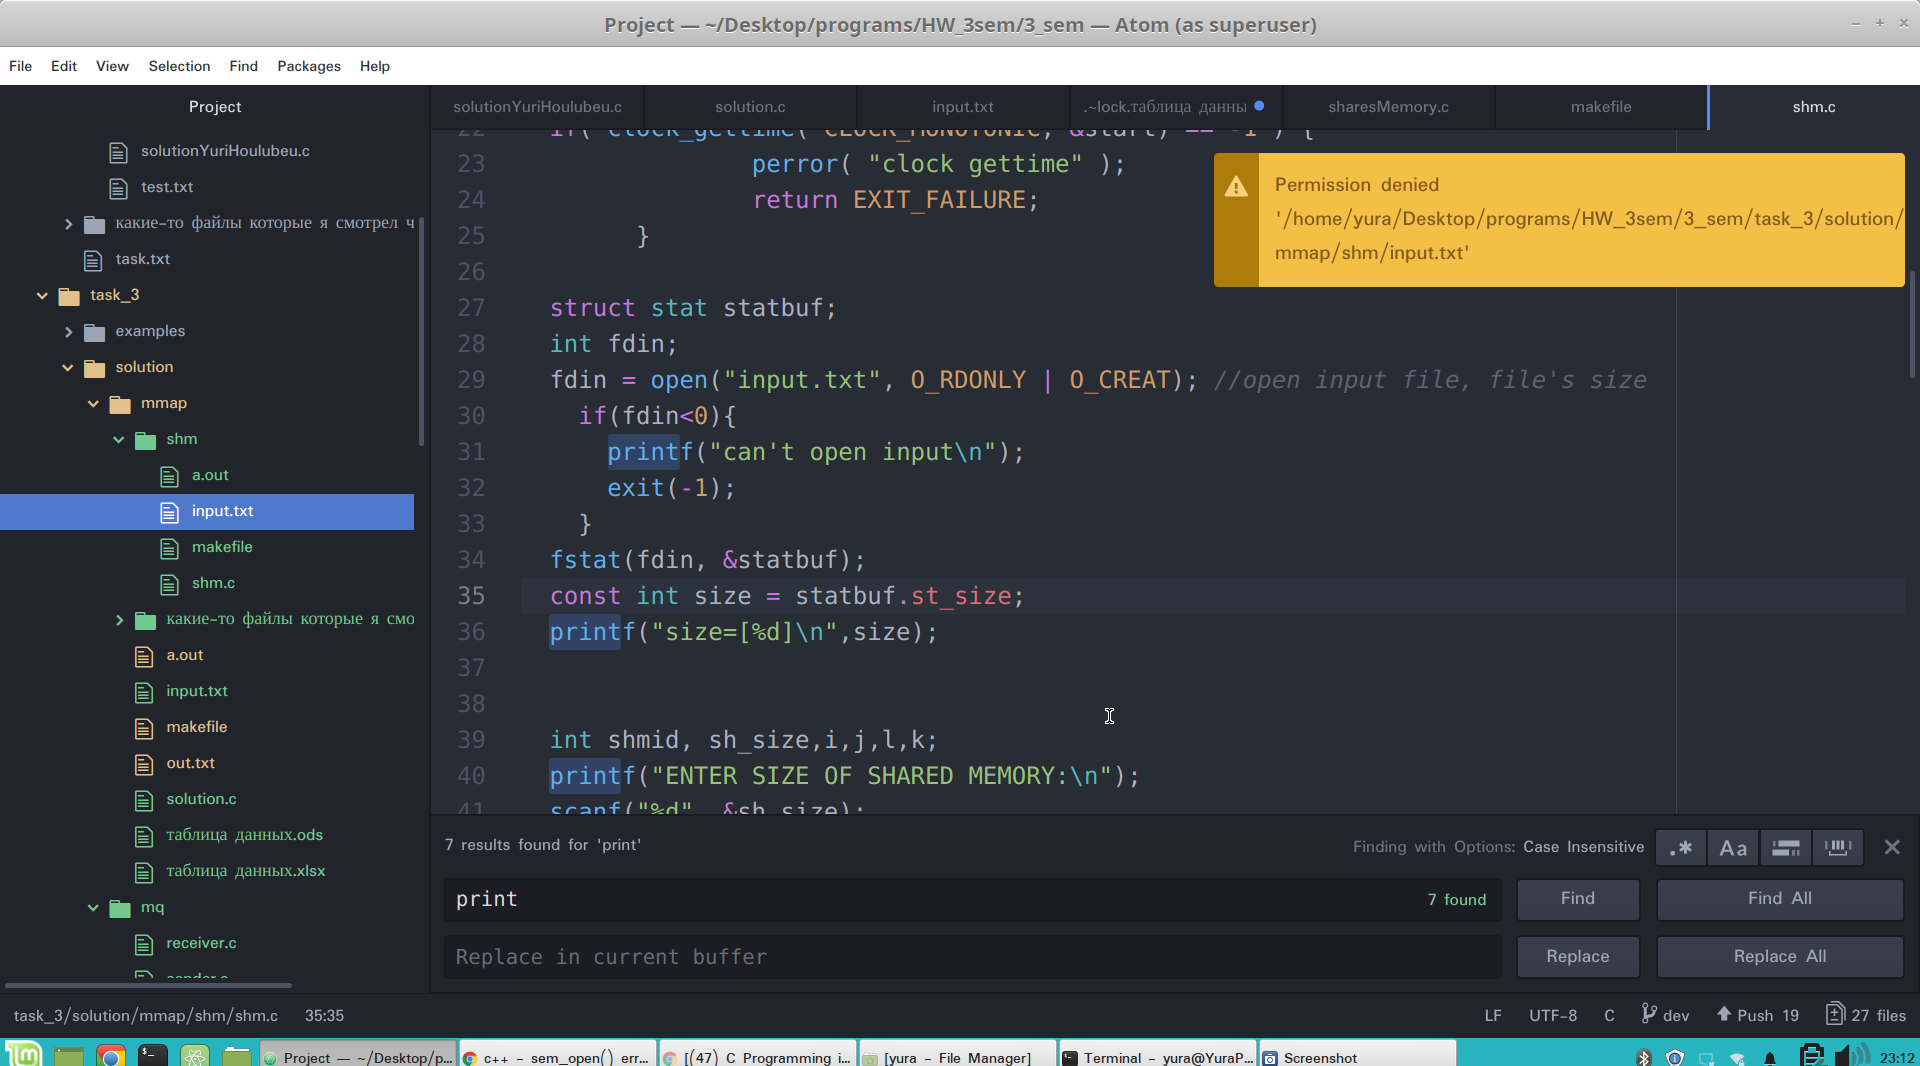 Project — ~/Desktop/programs/HW_3sem/3_sem — Atom (as superuser)
File Edit View Selection Find Packages Help
Project
solutionYuriHoulubeu.c
test.txt
какие-то файлы которые я смотрел ч
task.txt
task_3
examples
solution
mmap
shm
a.out
input.txt
makefile
shm.c
какие-то файлы которые я смо
a.out
input.txt
makefile
out.txt
solution.c
таблица данных.ods
таблица данных.xlsx
mq
receiver.c
sender.c
solutionYuriHoulubeu.c solution.c input.txt .~lock.таблица данны sharesMemory.c makefile shm.c
22 if( clock_gettime( CLOCK_MONOTONIC, &start) == -1 ) {
23 perror( "clock gettime" );
24 return EXIT_FAILURE;
25 }
26
27 struct stat statbuf;
28 int fdin;
29 fdin = open("input.txt", O_RDONLY | O_CREAT); //open input file, file's size
30 if(fdin<0){
31 printf("can't open input\n");
32 exit(-1);
33 }
34 fstat(fdin, &statbuf);
35 const int size = statbuf.st_size;
36 printf("size=[%d]\n",size);
37
38
39 int shmid, sh_size,i,j,l,k;
40 printf("ENTER SIZE OF SHARED MEMORY:\n");
41 scanf("%d", &sh_size);
Permission denied
'/home/yura/Desktop/programs/HW_3sem/3_sem/task_3/solution/
mmap/shm/input.txt'
7 results found for 'print'
Finding with Options: Case Insensitive
.* Aa
print 7 found
Find Find All
Replace in current buffer
Replace Replace All
task_3/solution/mmap/shm/shm.c 35:35
LF UTF-8 C dev Push 19 27 files
Project — ~/Desktop/p...
c++ - sem_open() err...
[(47) C Programming i...
[yura - File Manager]
Terminal - yura@YuraP...
Screenshot
23:12